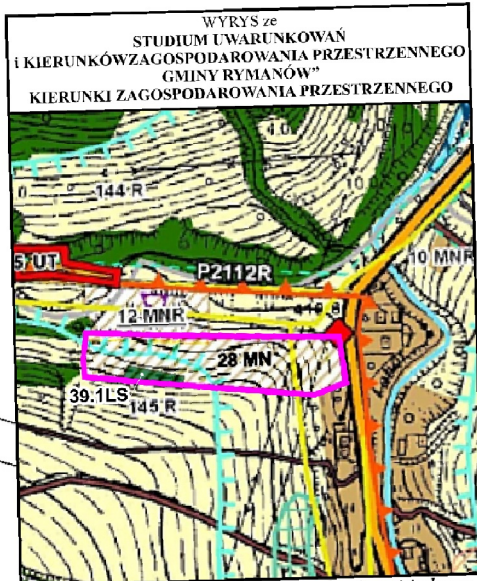 WYRYS ze
STUDIUM UWARUNKOWAŃ
i KIERUNKÓWZAGOSPODAROWANIA PRZESTRZENNEGO
GMINY RYMANÓW”
KIERUNKI ZAGOSPODAROWANIA PRZESTRZENNEGO
144 R
5 UT
P2112R
10 MNR
12 MNR
28 MN
39.1LS
145 R